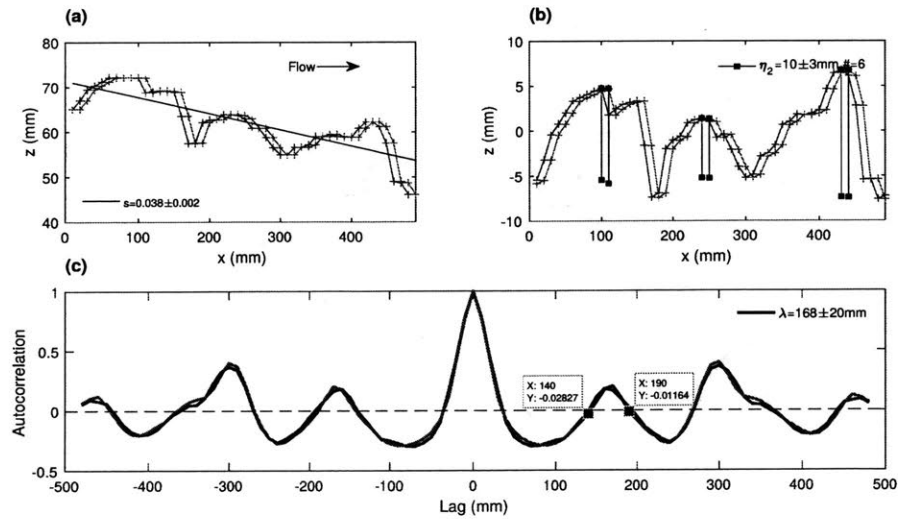 (a)
80
70
60
50
40
z (mm)
0
100
200
300
400
x (mm)
Flow
s=0.038±0.002
(b)
10
5
0
-5
-10
z (mm)
0
100
200
300
400
x (mm)
η2=10±3mm #=6
(c)
1
0.5
0
-0.5
Autocorrelation
λ=168±20mm
X: 140
Y: -0.02827
X: 190
Y: -0.01164
-500
-400
-300
-200
-100
0
100
200
300
400
500
Lag (mm)